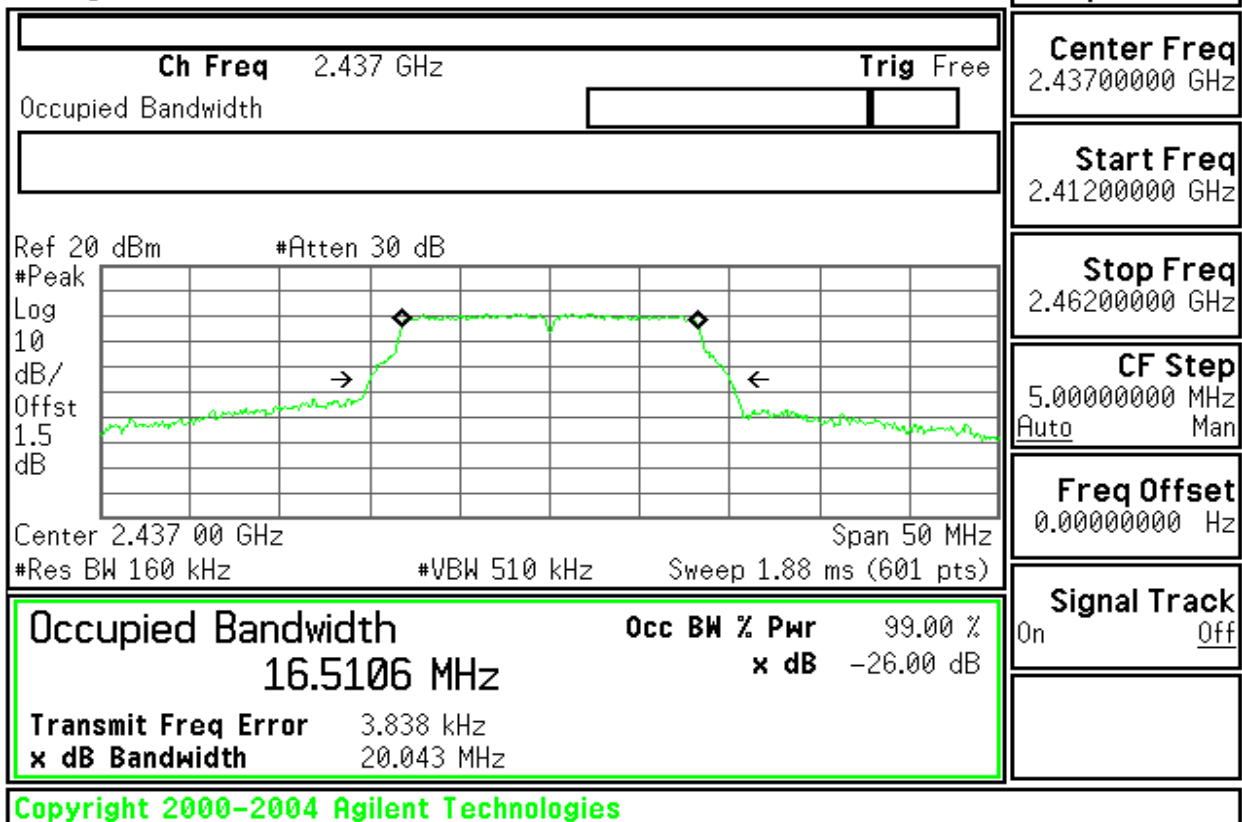 Ch Freq 2.437 GHz Trig Free
Occupied Bandwidth
Ref 20 dBm #Atten 30 dB
#Peak
Log
10
dB/
Offst
1.5
dB
Center 2.437 00 GHz Span 50 MHz
#Res BW 160 kHz #VBW 510 kHz Sweep 1.88 ms (601 pts)
Occupied Bandwidth Occ BW % Pwr 99.00 %
16.5106 MHz x dB -26.00 dB
Transmit Freq Error 3.838 kHz
x dB Bandwidth 20.043 MHz
Copyright 2000-2004 Agilent Technologies
Center Freq
2.43700000 GHz
Start Freq
2.41200000 GHz
Stop Freq
2.46200000 GHz
CF Step
5.00000000 MHz
Auto Man
Freq Offset
0.00000000 Hz
Signal Track
On Off